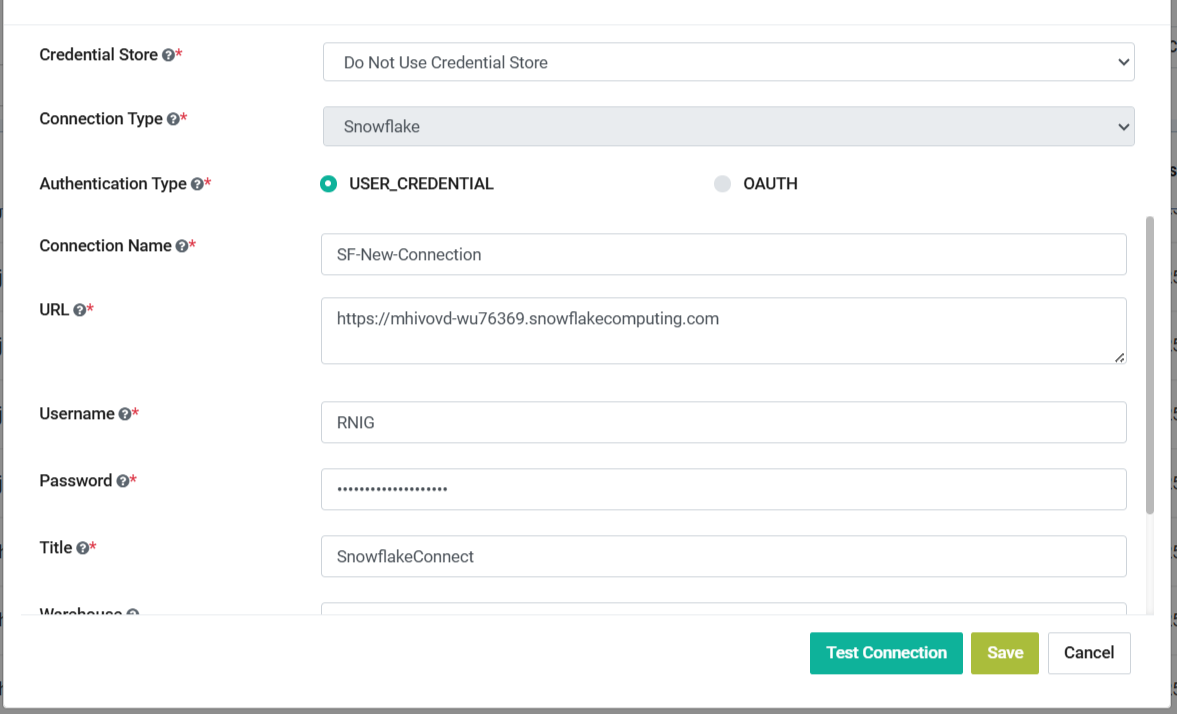 Credential Store ?*
Do Not Use Credential Store
Connection Type ?*
Snowflake
Authentication Type ?*
USER_CREDENTIAL
OAUTH
Connection Name ?*
SF-New-Connection
URL ?*
https://mhivovd-wu76369.snowflakecomputing.com
Username ?*
RNIG
Password ?*
••••••••••••••••••••
Title ?*
SnowflakeConnect
Warehouse ?
Test Connection
Save
Cancel